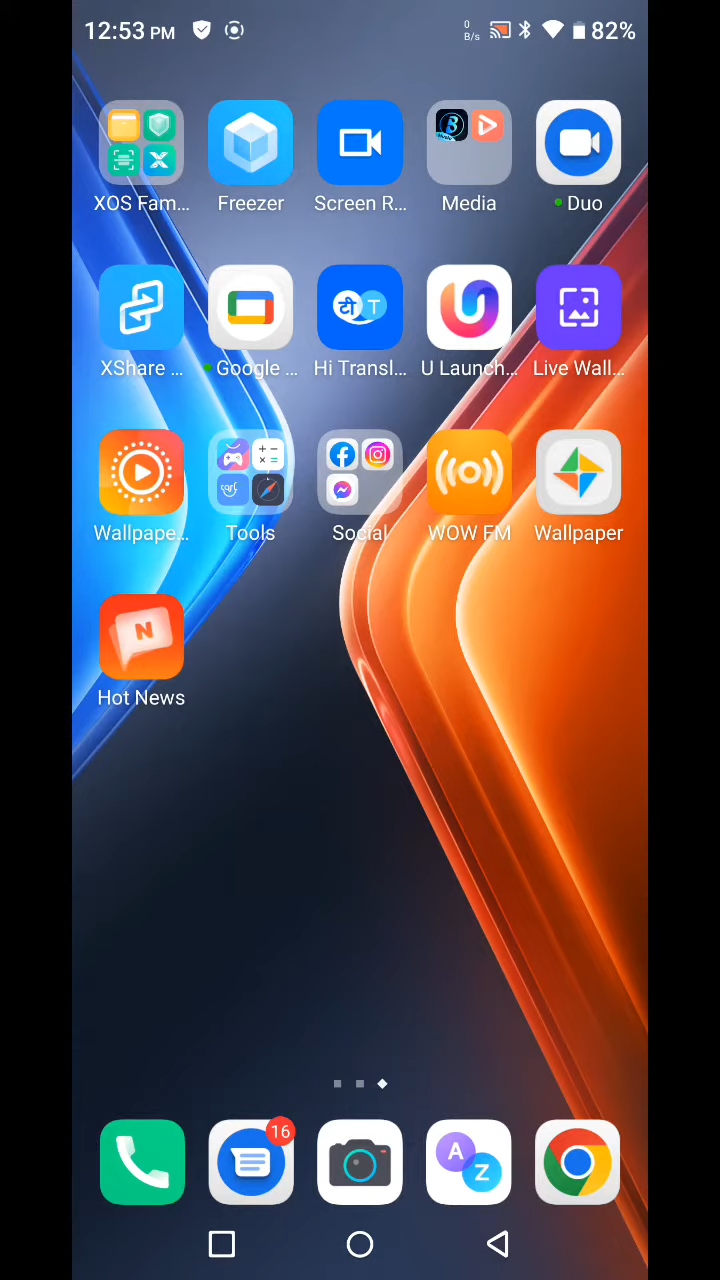 12:53 PM
0 B/s
82%
XOS Fam...
Freezer
Screen R...
Media
Duo
XShare ...
Google ...
टी T
Hi Transl...
U Launch...
Live Wall...
Wallpape...
Tools
Social
WOW FM
Wallpaper
N
Hot News
16
A
Z